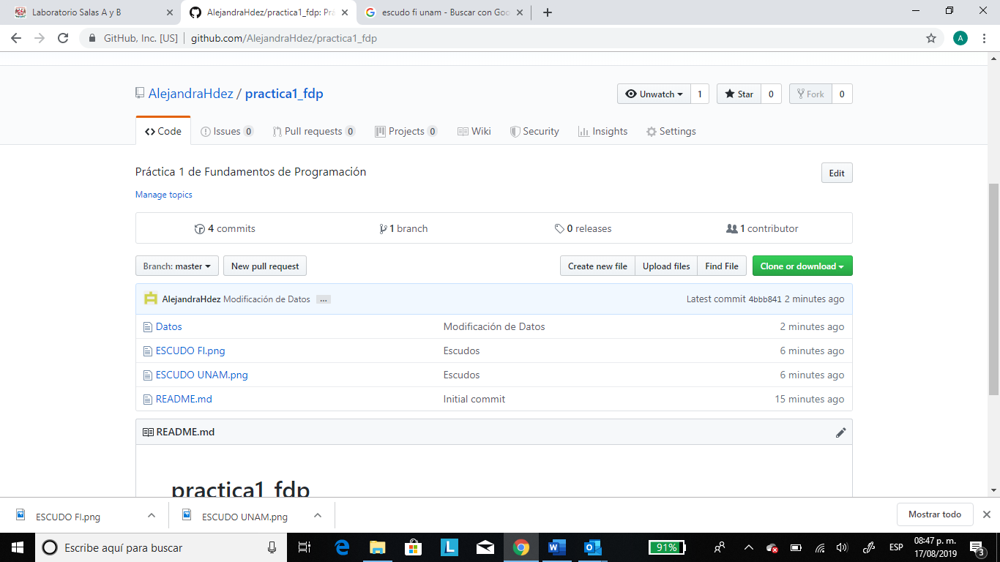 Laboratorio Salas A y B
AlejandraHdez/practica1_fdp: Prá
escudo fi unam - Buscar con Goo
GitHub, Inc. [US]
github.com/AlejandraHdez/practica1_fdp
A
AlejandraHdez / practica1_fdp
Unwatch 1
Star 0
Fork 0
Code
Issues 0
Pull requests 0
Projects 0
Wiki
Security
Insights
Settings
Práctica 1 de Fundamentos de Programación
Edit
Manage topics
4 commits
1 branch
0 releases
1 contributor
Branch: master
New pull request
Create new file
Upload files
Find File
Clone or download
AlejandraHdez Modificación de Datos ...
Latest commit 4bbb841 2 minutes ago
Datos Modificación de Datos 2 minutes ago
ESCUDO FI.png Escudos 6 minutes ago
ESCUDO UNAM.png Escudos 6 minutes ago
README.md Initial commit 15 minutes ago
README.md
practica1_fdp
ESCUDO FI.png
ESCUDO UNAM.png
Mostrar todo
Escribe aquí para buscar
91%
ESP
08:47 p. m.
17/08/2019
3